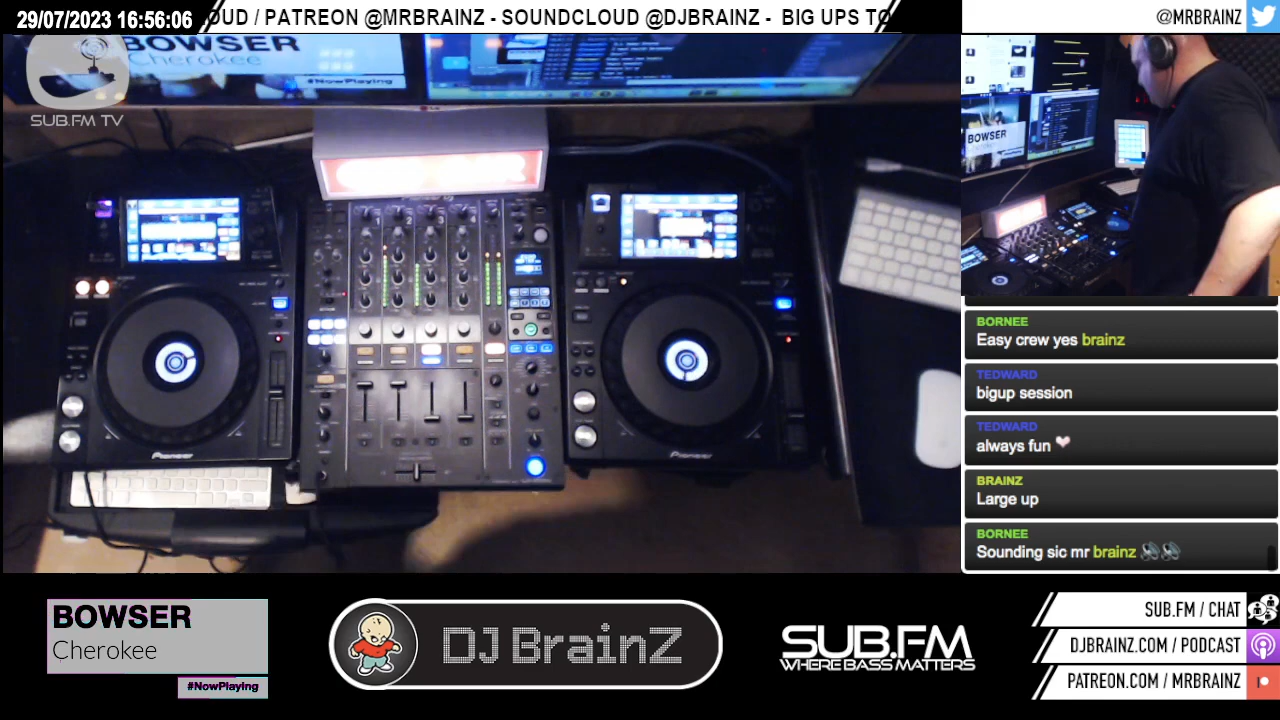 29/07/2023 16:56:06
OUD / PATREON @MRBRAINZ - SOUNDCLOUD @DJBRAINZ - BIG UPS TO
@MRBRAINZ
BOWSER
Cherokee
#NowPlaying
SUB.FM TV
BOWSER
Pioneer
Pioneer
BORNEE
Easy crew yes brainz
TEDWARD
bigup session
TEDWARD
always fun
BRAINZ
Large up
BORNEE
Sounding sic mr brainz
BOWSER
Cherokee
#NowPlaying
DJ BrainZ
SUB.FM
WHERE BASS MATTERS
SUB.FM / CHAT
DJBRAINZ.COM / PODCAST
PATREON.COM / MRBRAINZ